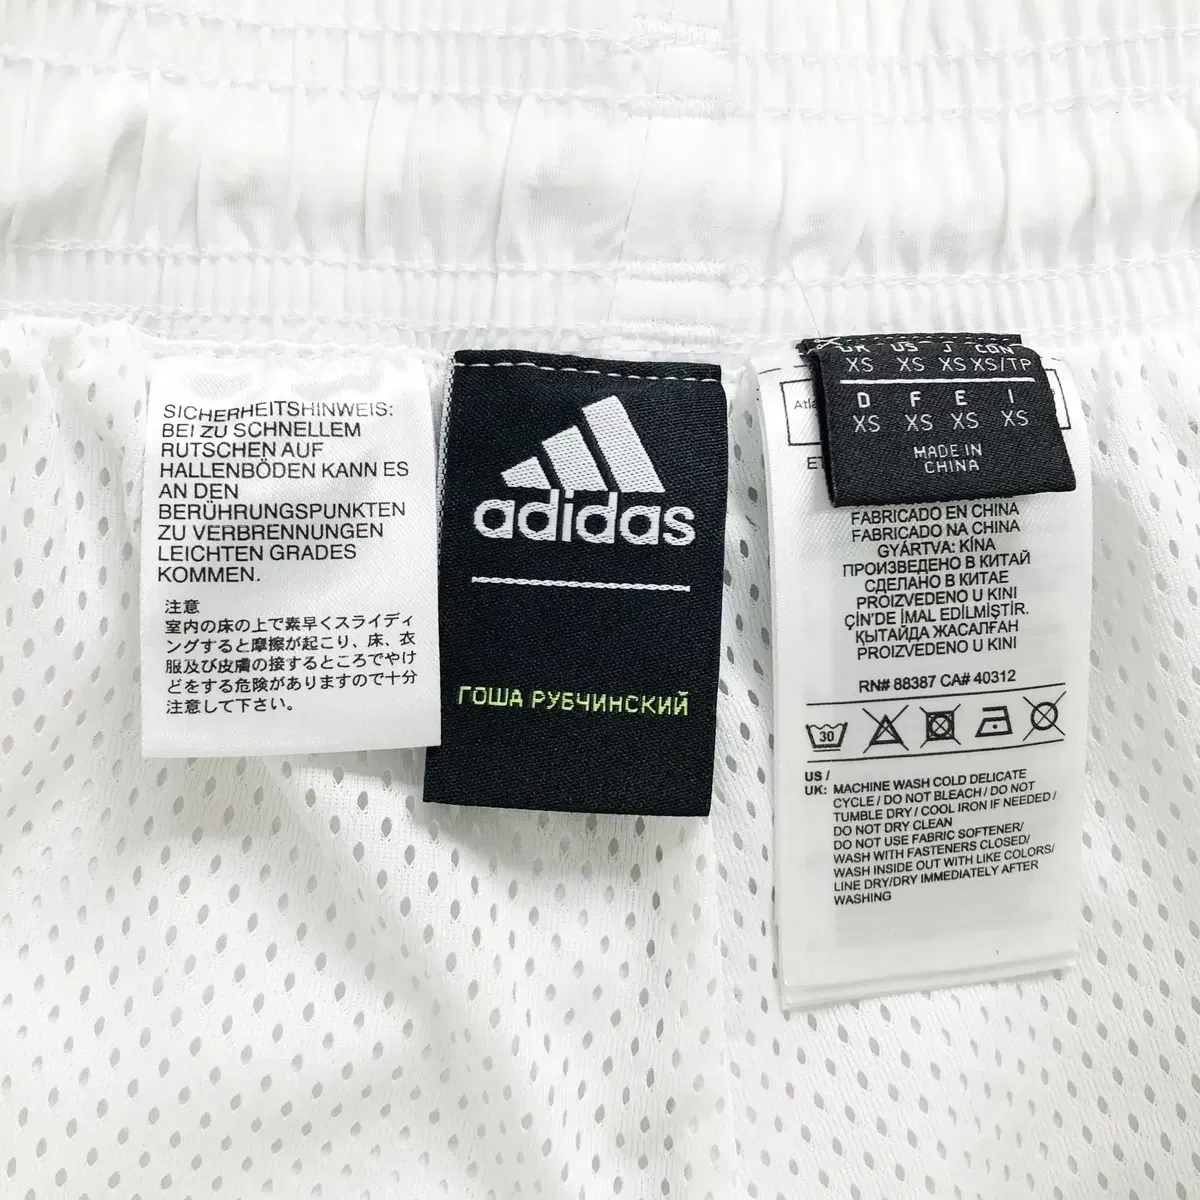 SICHERHEITSHINWEIS:
BEI ZU SCHNELLEM
RUTSCHEN AUF
HALLENBÖDEN KANN ES
AN DEN
BERÜHRUNGSPUNKTEN
ZU VERBRENNUNGEN
LEICHTEN GRADES
KOMMEN.
注意
室内の床の上で素早くスライディ
ングすると摩擦が起こり、床、衣
服及び皮膚の接するところでやけ
どをする危険がありますので十分
注意して下さい。
adidas
ГОША РУБЧИНСКИЙ
UK US J CDN
XS XS XS XS/TP
D F E I
XS XS XS XS
MADE IN
CHINA
FABRICADO EN CHINA
FABRICADO NA CHINA
GYÁRTVA: KÍNA
ПРОИЗВЕДЕНО В КИТАЙ
СДЕЛАНО В КИТАЕ
PROIZVEDENO U KINI
ÇİN'DE İMAL EDİLMİŞTİR.
ҚЫТАЙДА ЖАСАЛҒАН
PROIZVEDENO U KINI
RN# 88387 CA# 40312
30
US /
UK: MACHINE WASH COLD DELICATE
CYCLE / DO NOT BLEACH / DO NOT
TUMBLE DRY / COOL IRON IF NEEDED /
DO NOT DRY CLEAN
DO NOT USE FABRIC SOFTENER/
WASH WITH FASTENERS CLOSED/
WASH INSIDE OUT WITH LIKE COLORS/
LINE DRY/DRY IMMEDIATELY AFTER
WASHING